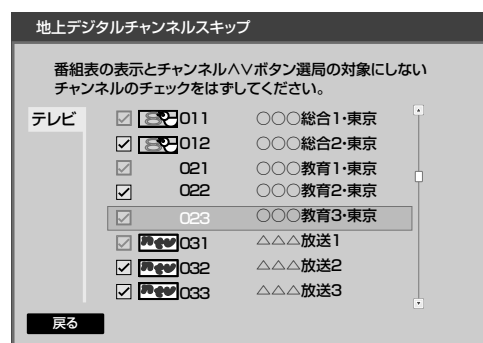 地上デジタルチャンネルスキップ
番組表の表示とチャンネル∧∨ボタン選局の対象にしない
チャンネルのチェックをはずしてください。
テレビ
011 ○○○総合1・東京
012 ○○○総合2・東京
021 ○○○教育1・東京
022 ○○○教育2・東京
023 ○○○教育3・東京
031 △△△放送1
032 △△△放送2
033 △△△放送3
戻る